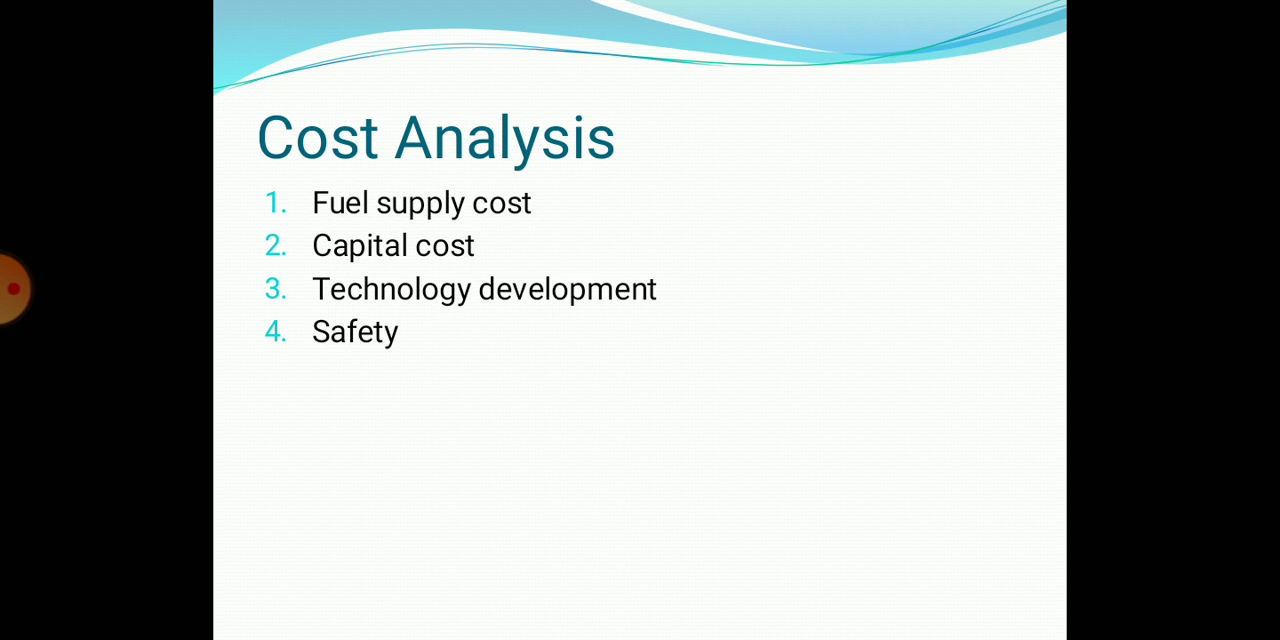 Cost Analysis
1. Fuel supply cost
2. Capital cost
3. Technology development
4. Safety